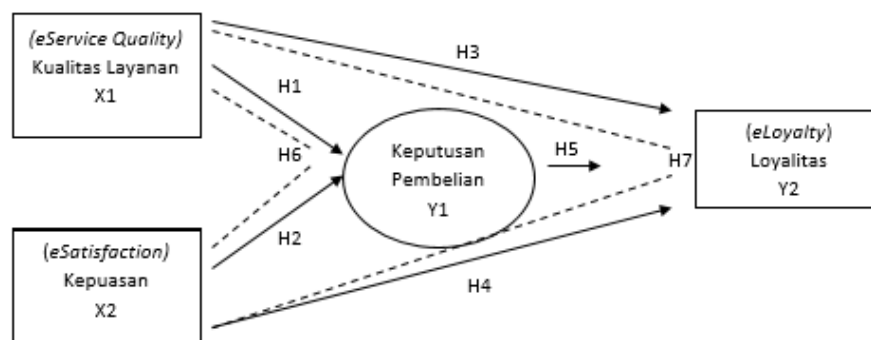 (eService Quality)
Kualitas Layanan
X1
H3
H1
(eLoyalty)
Loyalitas
Y2
Keputusan
Pembelian
Y1
H5
H6
H7
H2
(eSatisfaction)
Kepuasan
X2
H4